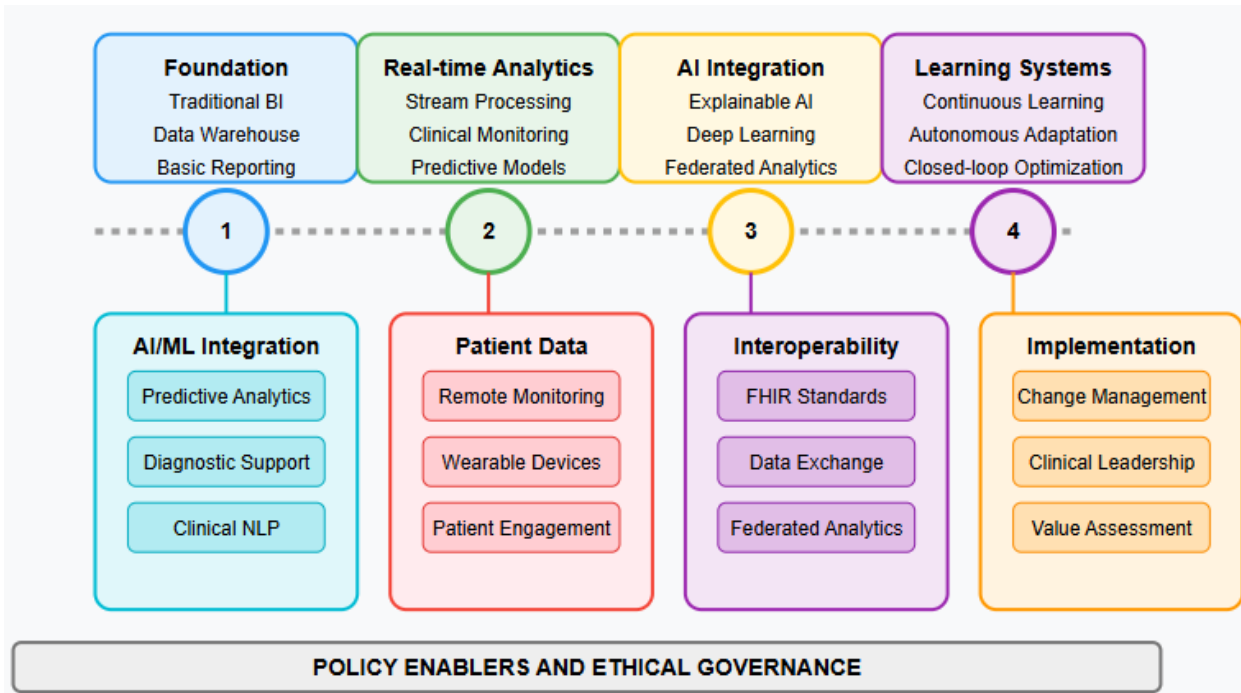 Foundation
Traditional BI
Data Warehouse
Basic Reporting
Real-time Analytics
Stream Processing
Clinical Monitoring
Predictive Models
AI Integration
Explainable AI
Deep Learning
Federated Analytics
Learning Systems
Continuous Learning
Autonomous Adaptation
Closed-loop Optimization
1
2
3
4
AI/ML Integration
Predictive Analytics
Diagnostic Support
Clinical NLP
Patient Data
Remote Monitoring
Wearable Devices
Patient Engagement
Interoperability
FHIR Standards
Data Exchange
Federated Analytics
Implementation
Change Management
Clinical Leadership
Value Assessment
POLICY ENABLERS AND ETHICAL GOVERNANCE